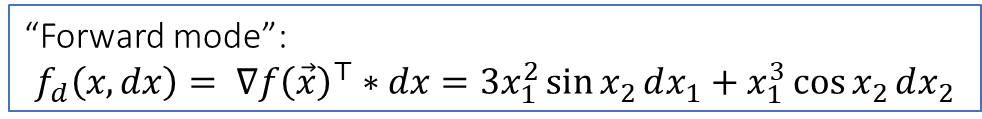 “Forward mode”:
f_d(x, dx) = ∇f(x⃗)^⊤ ∗ dx = 3x_1^2 sin x_2 dx_1 + x_1^3 cos x_2 dx_2